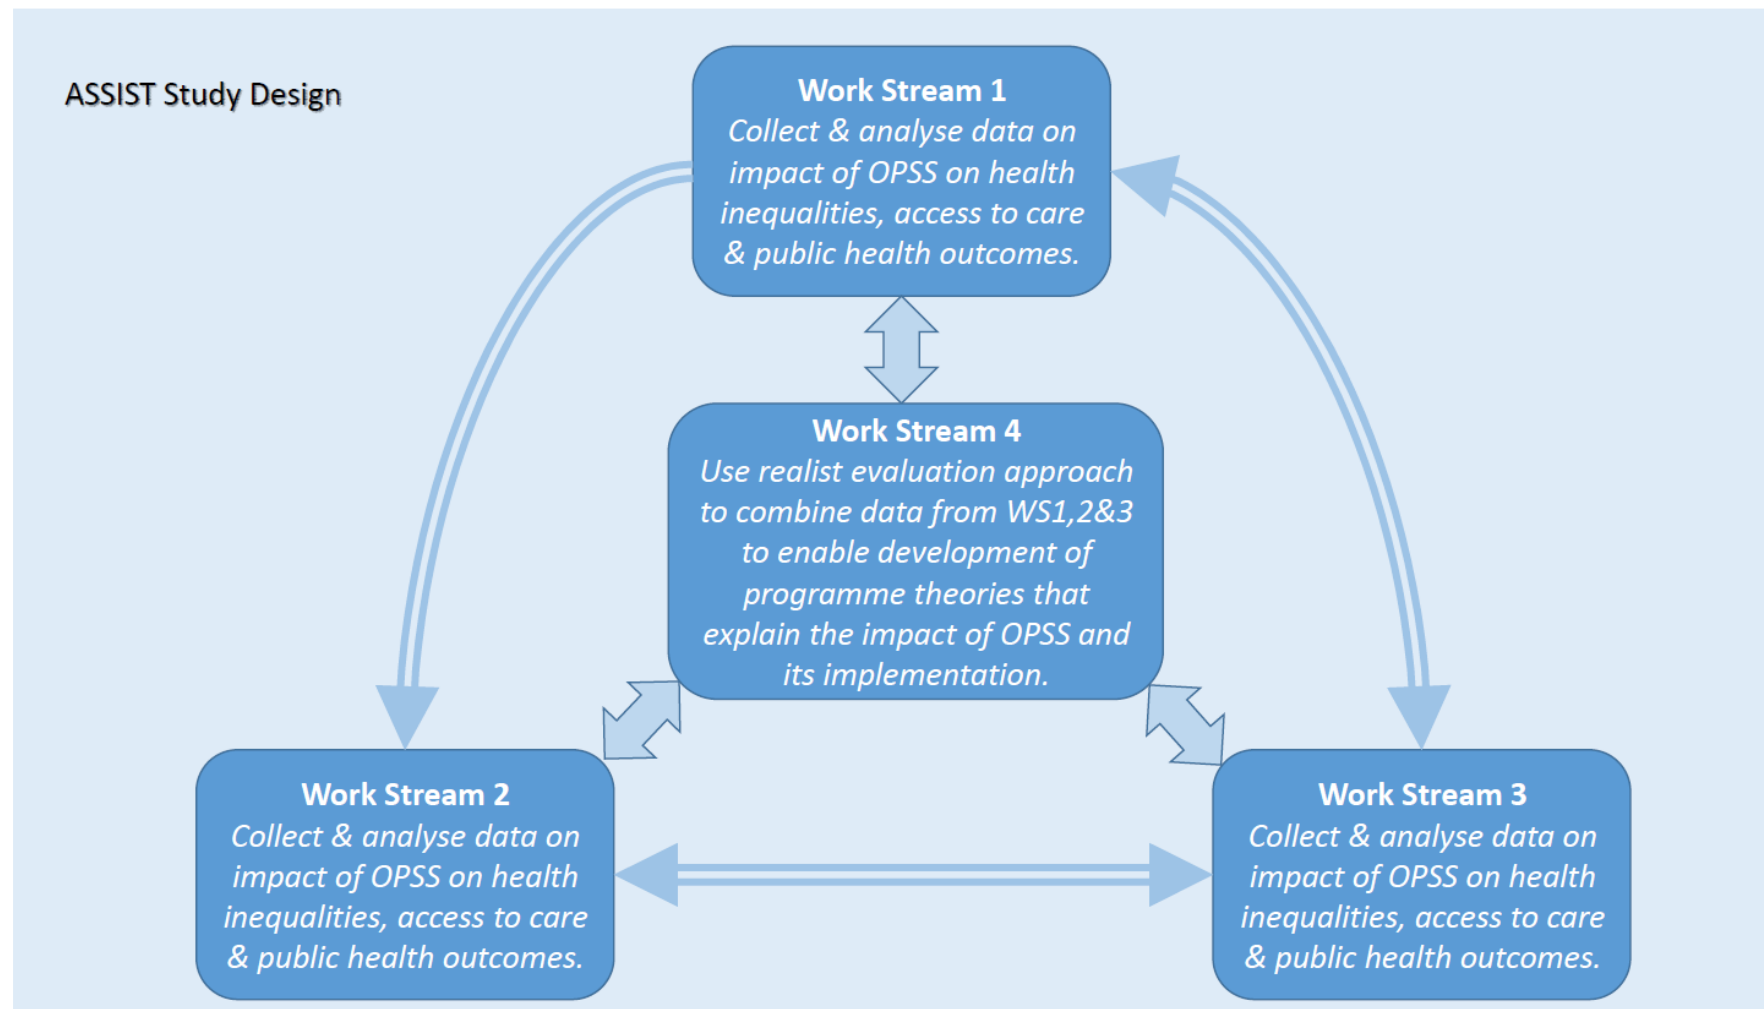 ASSIST Study Design
Work Stream 1
Collect & analyse data on
impact of OPSS on health
inequalities, access to care
& public health outcomes.
Work Stream 4
Use realist evaluation approach
to combine data from WS1,2&3
to enable development of
programme theories that
explain the impact of OPSS and
its implementation.
Work Stream 2
Collect & analyse data on
impact of OPSS on health
inequalities, access to care
& public health outcomes.
Work Stream 3
Collect & analyse data on
impact of OPSS on health
inequalities, access to care
& public health outcomes.